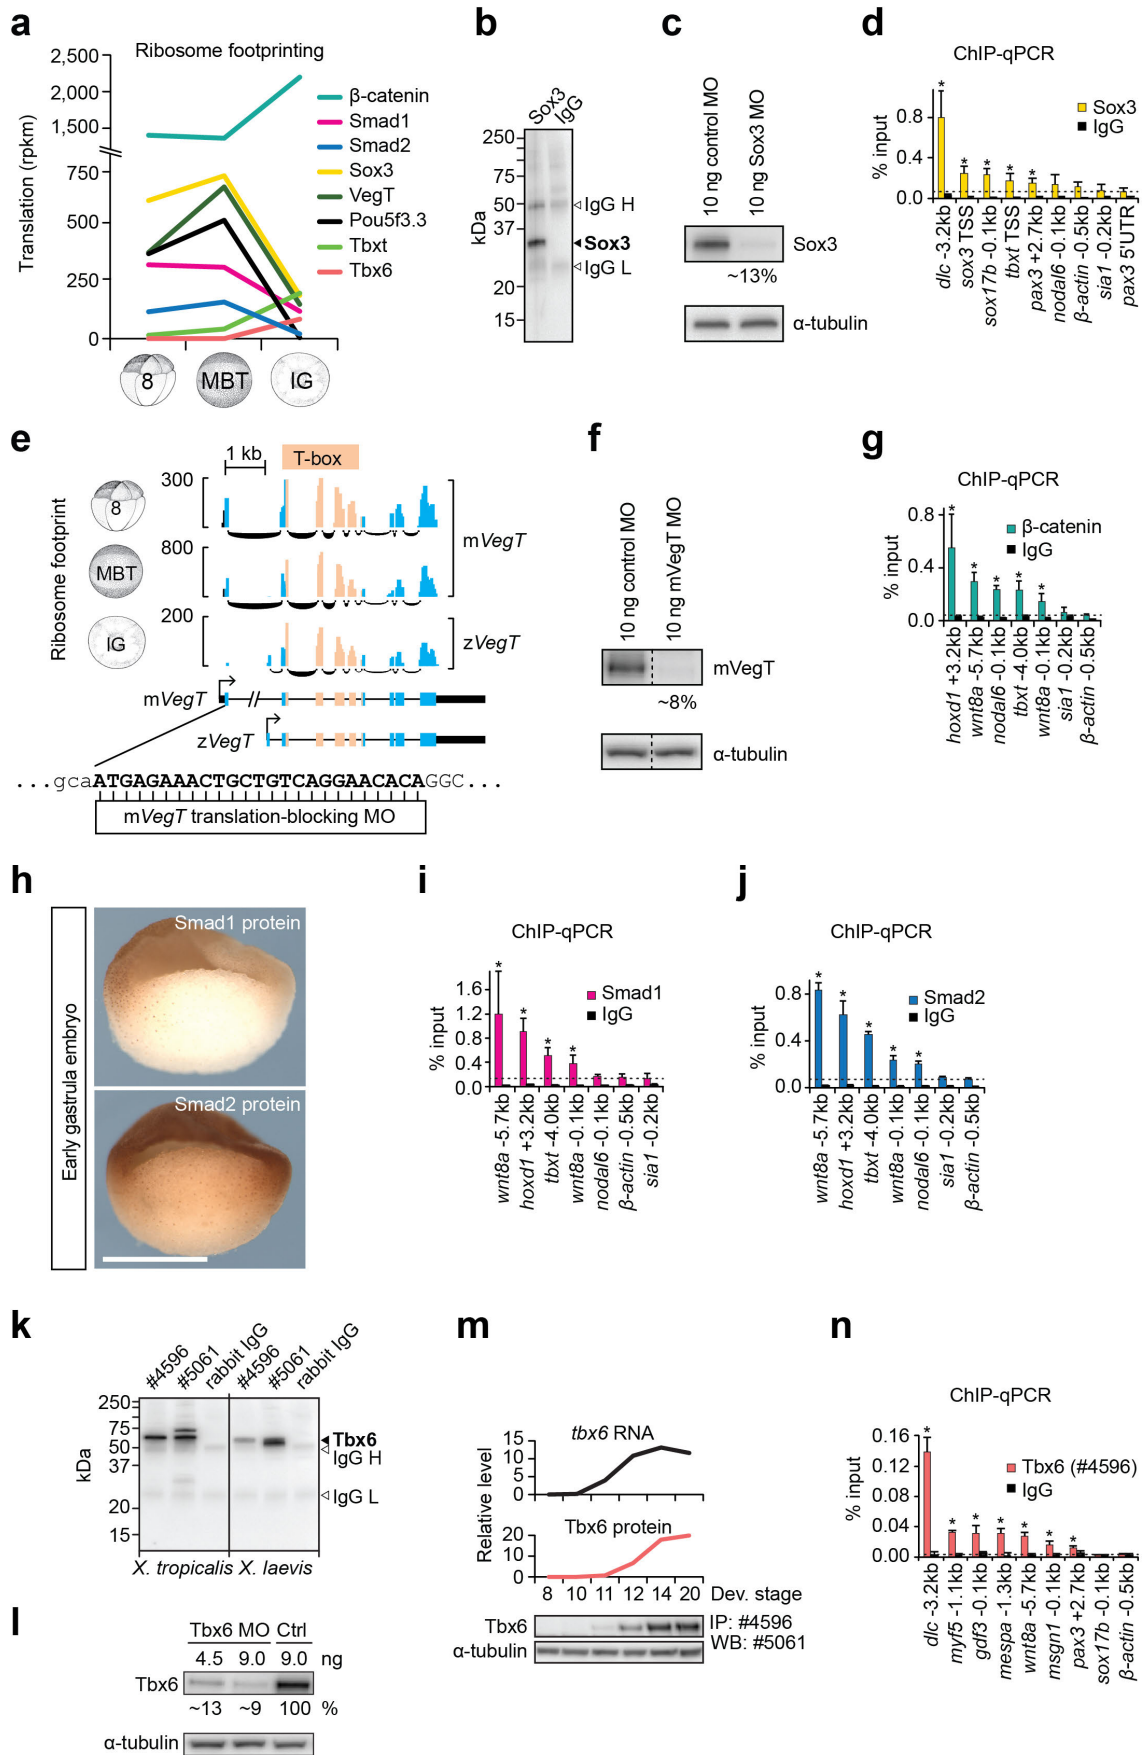 a
Ribosome footprinting
Translation (rpkm)
2,500
2,000
1,500
750
500
250
0
β-catenin
Smad1
Smad2
Sox3
VegT
Pou5f3.3
Tbxt
Tbx6
8
MBT
IG
b
Sox3
IgG
kDa
250
75
50
37
20
15
IgG H
Sox3
IgG L
c
10 ng control MO
10 ng Sox3 MO
Sox3
~13%
α-tubulin
d
ChIP-qPCR
% input
0.8
0.4
0.0
Sox3
IgG
* * * * *
dlc -3.2kb
sox3 TSS
sox17b -0.1kb
tbxt TSS
pax3 +2.7kb
nodal6 -0.1kb
β-actin -0.5kb
sia1 -0.2kb
pax3 5'UTR
e
Ribosome footprint
1 kb
T-box
8
300
mVegT
MBT
800
IG
200
zVegT
mVegT
zVegT
...gcaATGAGAAACTGCTGTCAGGAACACAGGC...
mVegT translation-blocking MO
f
10 ng control MO
10 ng mVegT MO
mVegT
~8%
α-tubulin
g
ChIP-qPCR
% input
0.8
0.4
0.0
β-catenin
IgG
* * * * *
hoxd1 +3.2kb
wnt8a -5.7kb
nodal6 -0.1kb
tbxt -4.0kb
wnt8a -0.1kb
sia1 -0.2kb
β-actin -0.5kb
h
Early gastrula embryo
Smad1 protein
Smad2 protein
i
ChIP-qPCR
% input
1.6
1.2
0.8
0.4
0.0
Smad1
IgG
* * * *
wnt8a -5.7kb
hoxd1 +3.2kb
tbxt -4.0kb
wnt8a -0.1kb
nodal6 -0.1kb
β-actin -0.5kb
sia1 -0.2kb
j
ChIP-qPCR
% input
0.8
0.4
0.0
Smad2
IgG
* * * * *
wnt8a -5.7kb
hoxd1 +3.2kb
tbxt -4.0kb
wnt8a -0.1kb
nodal6 -0.1kb
sia1 -0.2kb
β-actin -0.5kb
k
#4596
#5061
rabbit IgG
#4596
#5061
rabbit IgG
kDa
250
75
50
37
20
15
Tbx6
IgG H
IgG L
X. tropicalis
X. laevis
l
Tbx6 MO Ctrl
4.5 9.0 9.0 ng
Tbx6
~13 ~9 100 %
α-tubulin
m
Relative level
tbx6 RNA
15
10
5
0
Tbx6 protein
20
10
0
8 10 11 12 14 20 Dev. stage
Tbx6
IP: #4596
WB: #5061
α-tubulin
n
ChIP-qPCR
% input
0.16
0.12
0.08
0.04
0.00
Tbx6 (#4596)
IgG
* * * * * * *
dlc -3.2kb
myf5 -1.1kb
gdf3 -0.1kb
mespa -1.3kb
wnt8a -5.7kb
msgn1 -0.1kb
pax3 +2.7kb
sox17b -0.1kb
β-actin -0.5kb